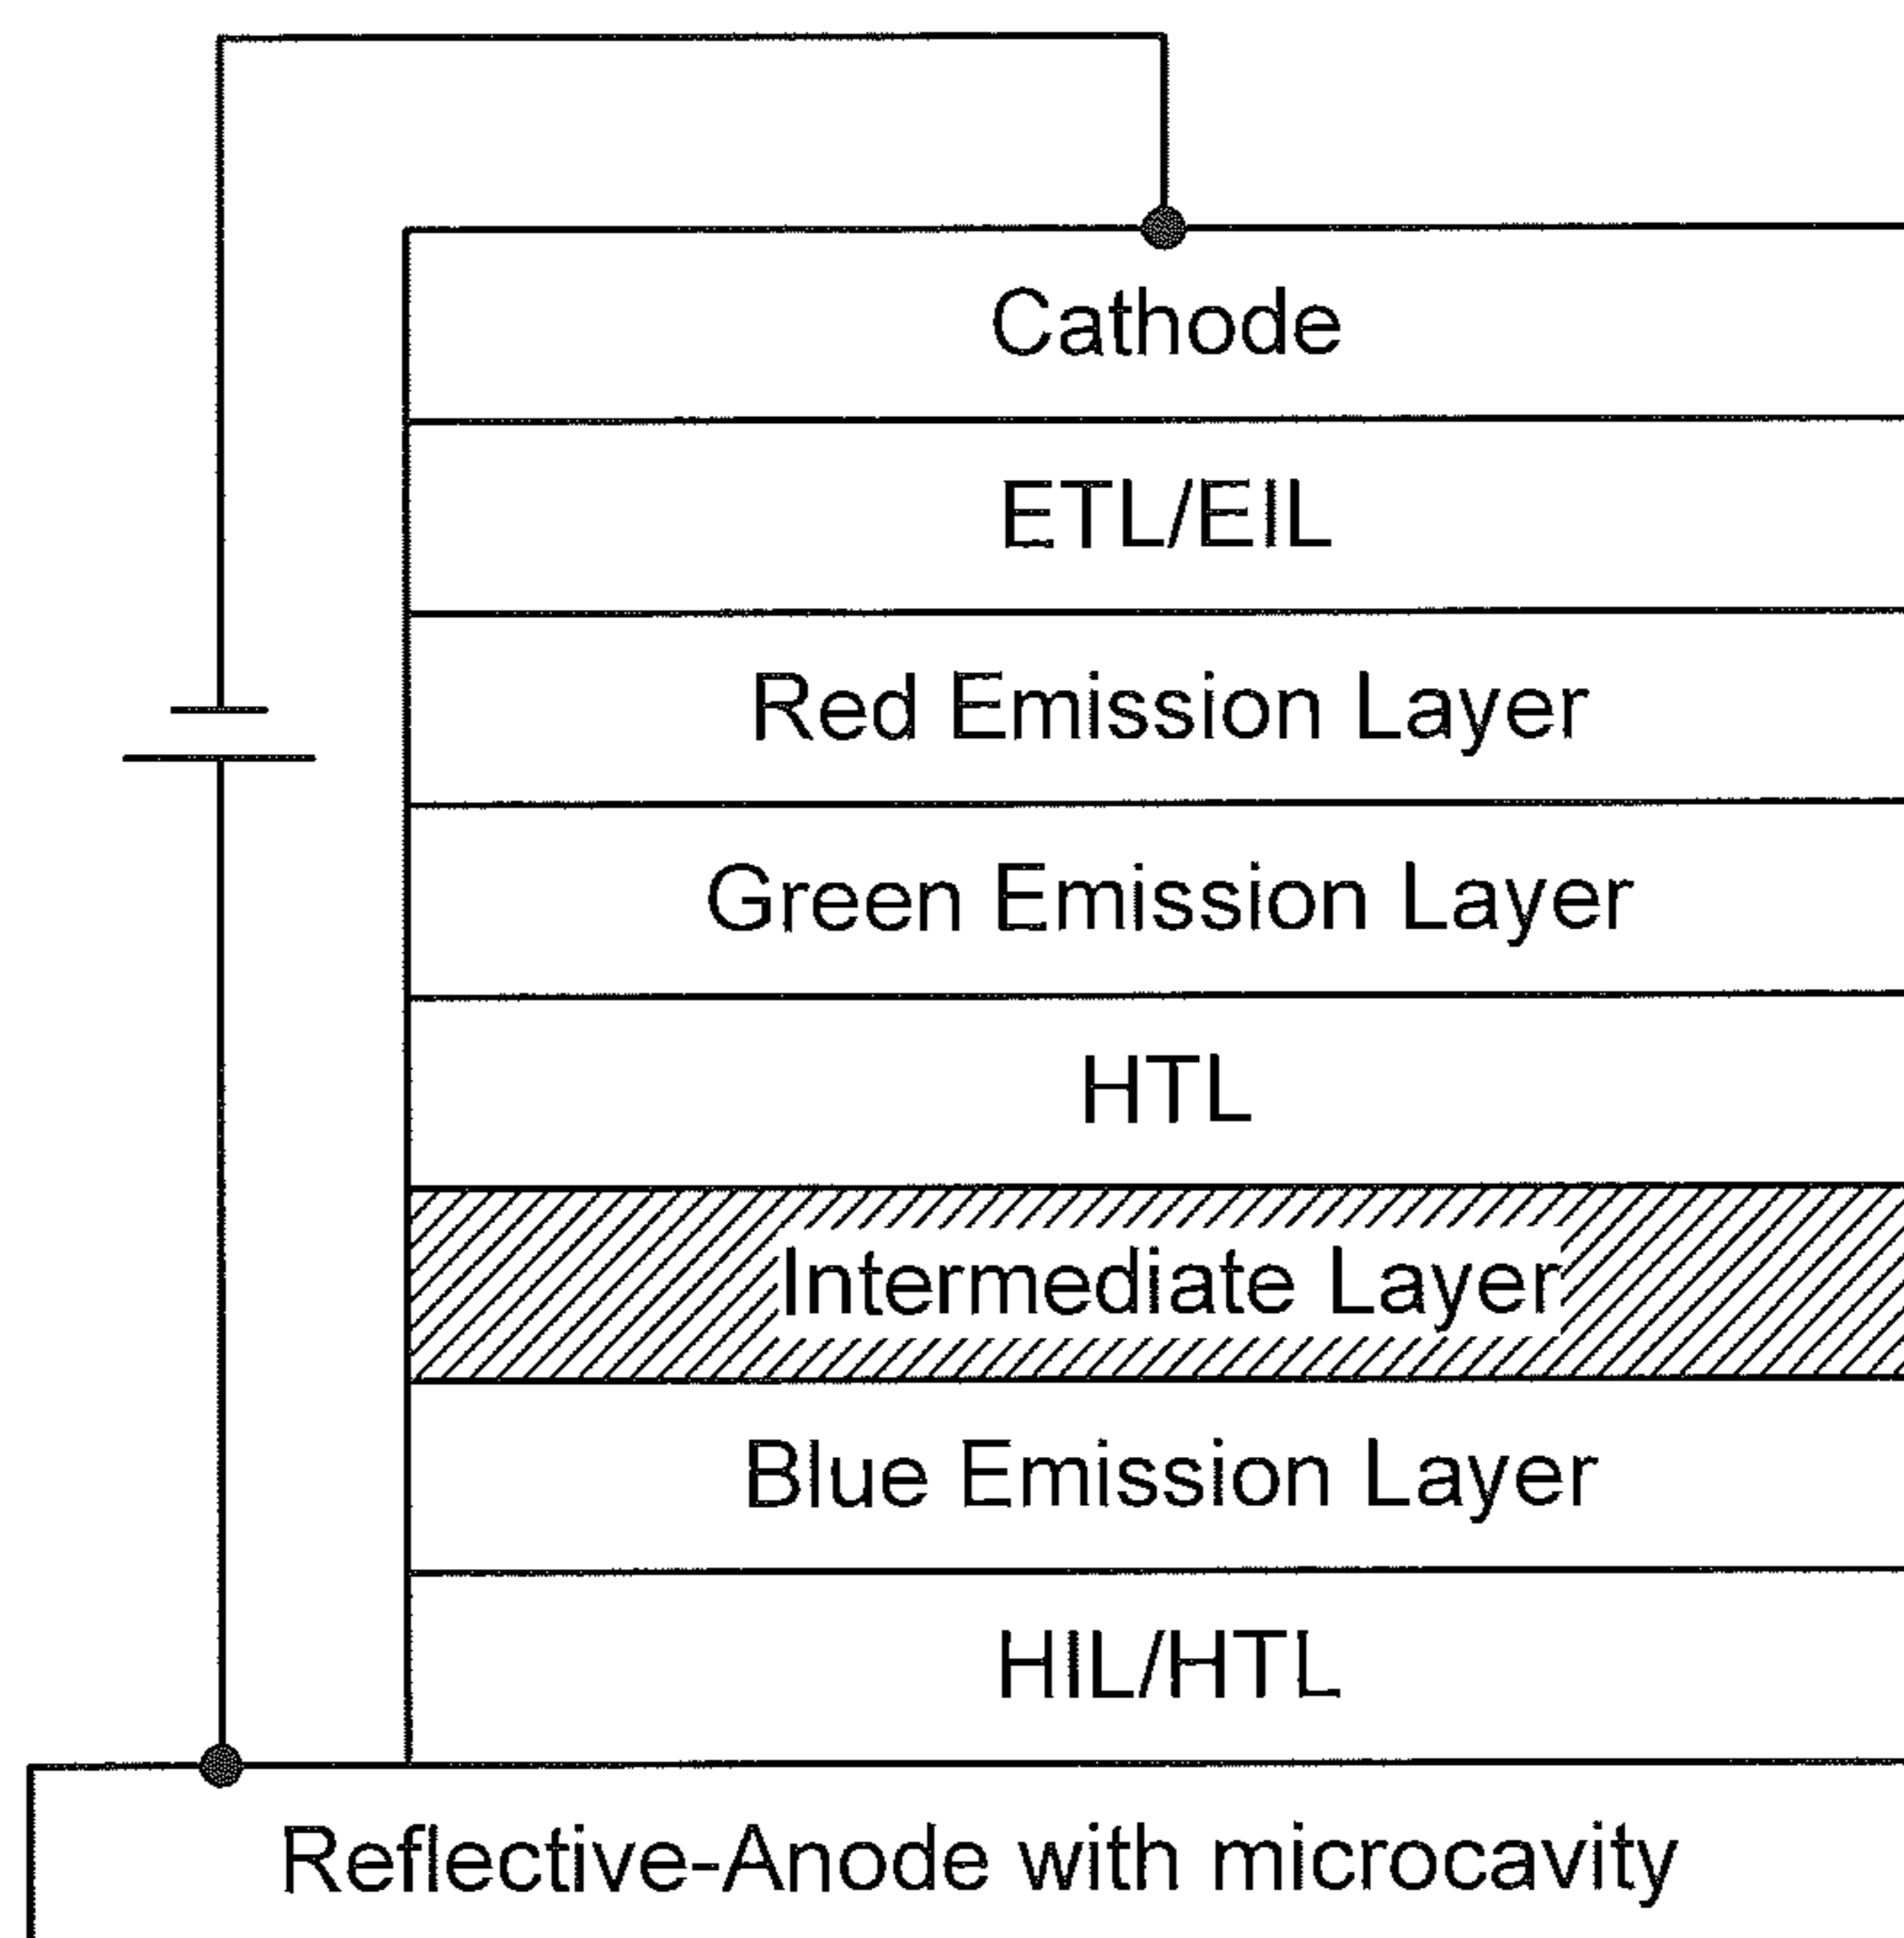 Cathode
ETL/EIL
Red Emission Layer
Green Emission Layer
HTL
Intermediate Layer
Blue Emission Layer
HIL/HTL
Reflective-Anode with microcavity